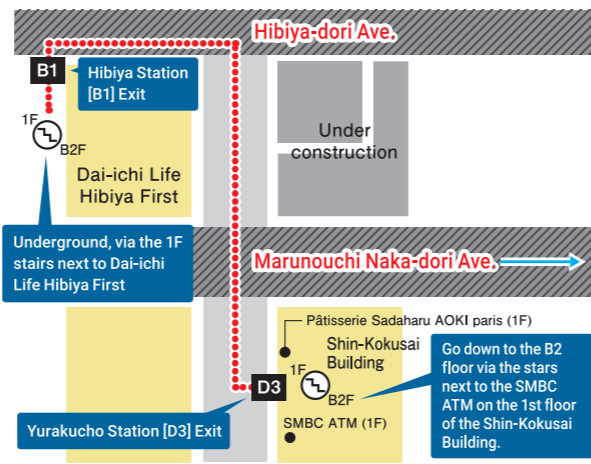 Hibiya-dori Ave.
B1
Hibiya Station
[B1] Exit
1F
B2F
Dai-ichi Life
Hibiya First
Under
construction
Underground, via the 1F
stairs next to Dai-ichi
Life Hibiya First
Marunouchi Naka-dori Ave.
Pâtisserie Sadaharu AOKI paris (1F)
Shin-Kokusai
Building
1F
D3
B2F
SMBC ATM (1F)
Go down to the B2
floor via the stars
next to the SMBC
ATM on the 1st floor
of the Shin-Kokusai
Building.
Yurakucho Station [D3] Exit